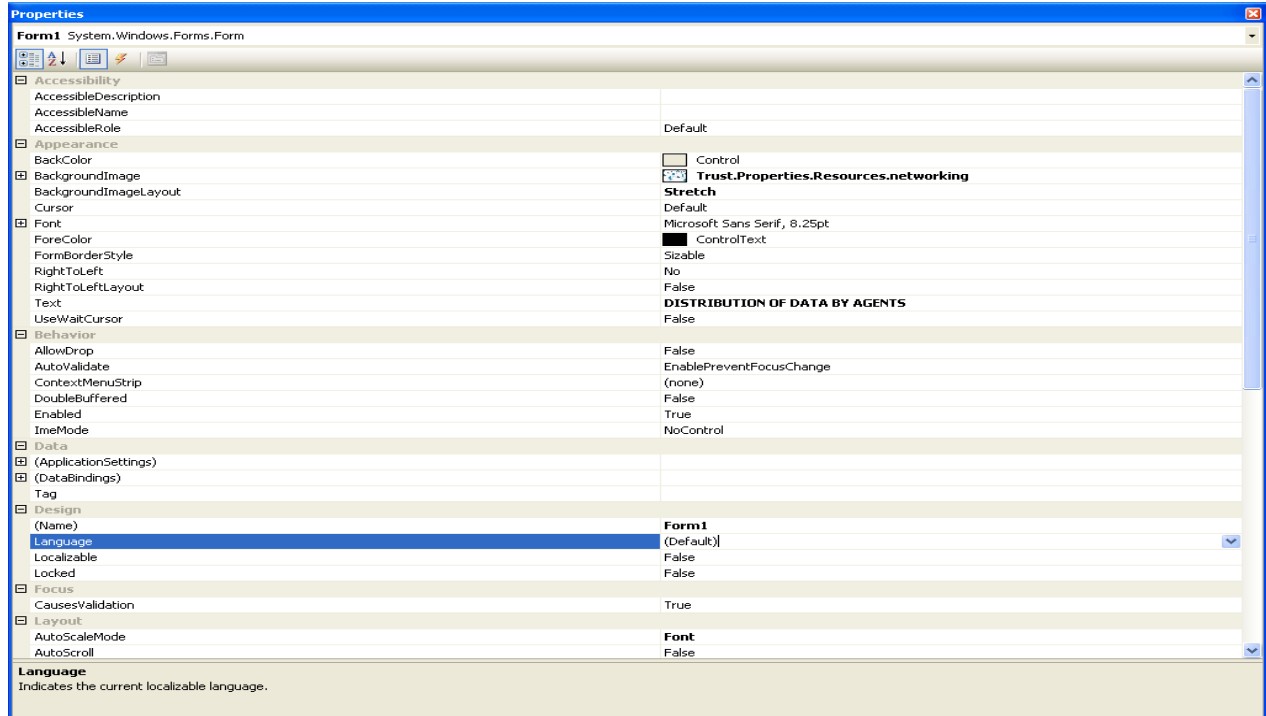 Properties
Form1 System.Windows.Forms.Form
Accessibility
AccessibleDescription
AccessibleName
AccessibleRole Default
Appearance
BackColor Control
BackgroundImage Trust.Properties.Resources.networking
BackgroundImageLayout Stretch
Cursor Default
Font Microsoft Sans Serif, 8.25pt
ForeColor ControlText
FormBorderStyle Sizable
RightToLeft No
RightToLeftLayout False
Text DISTRIBUTION OF DATA BY AGENTS
UseWaitCursor False
Behavior
AllowDrop False
AutoValidate EnablePreventFocusChange
ContextMenuStrip (none)
DoubleBuffered False
Enabled True
ImeMode NoControl
Data
(ApplicationSettings)
(DataBindings)
Tag
Design
(Name) Form1
Language (Default)
Localizable False
Locked False
Focus
CausesValidation True
Layout
AutoScaleMode Font
AutoScroll False
Language
Indicates the current localizable language.